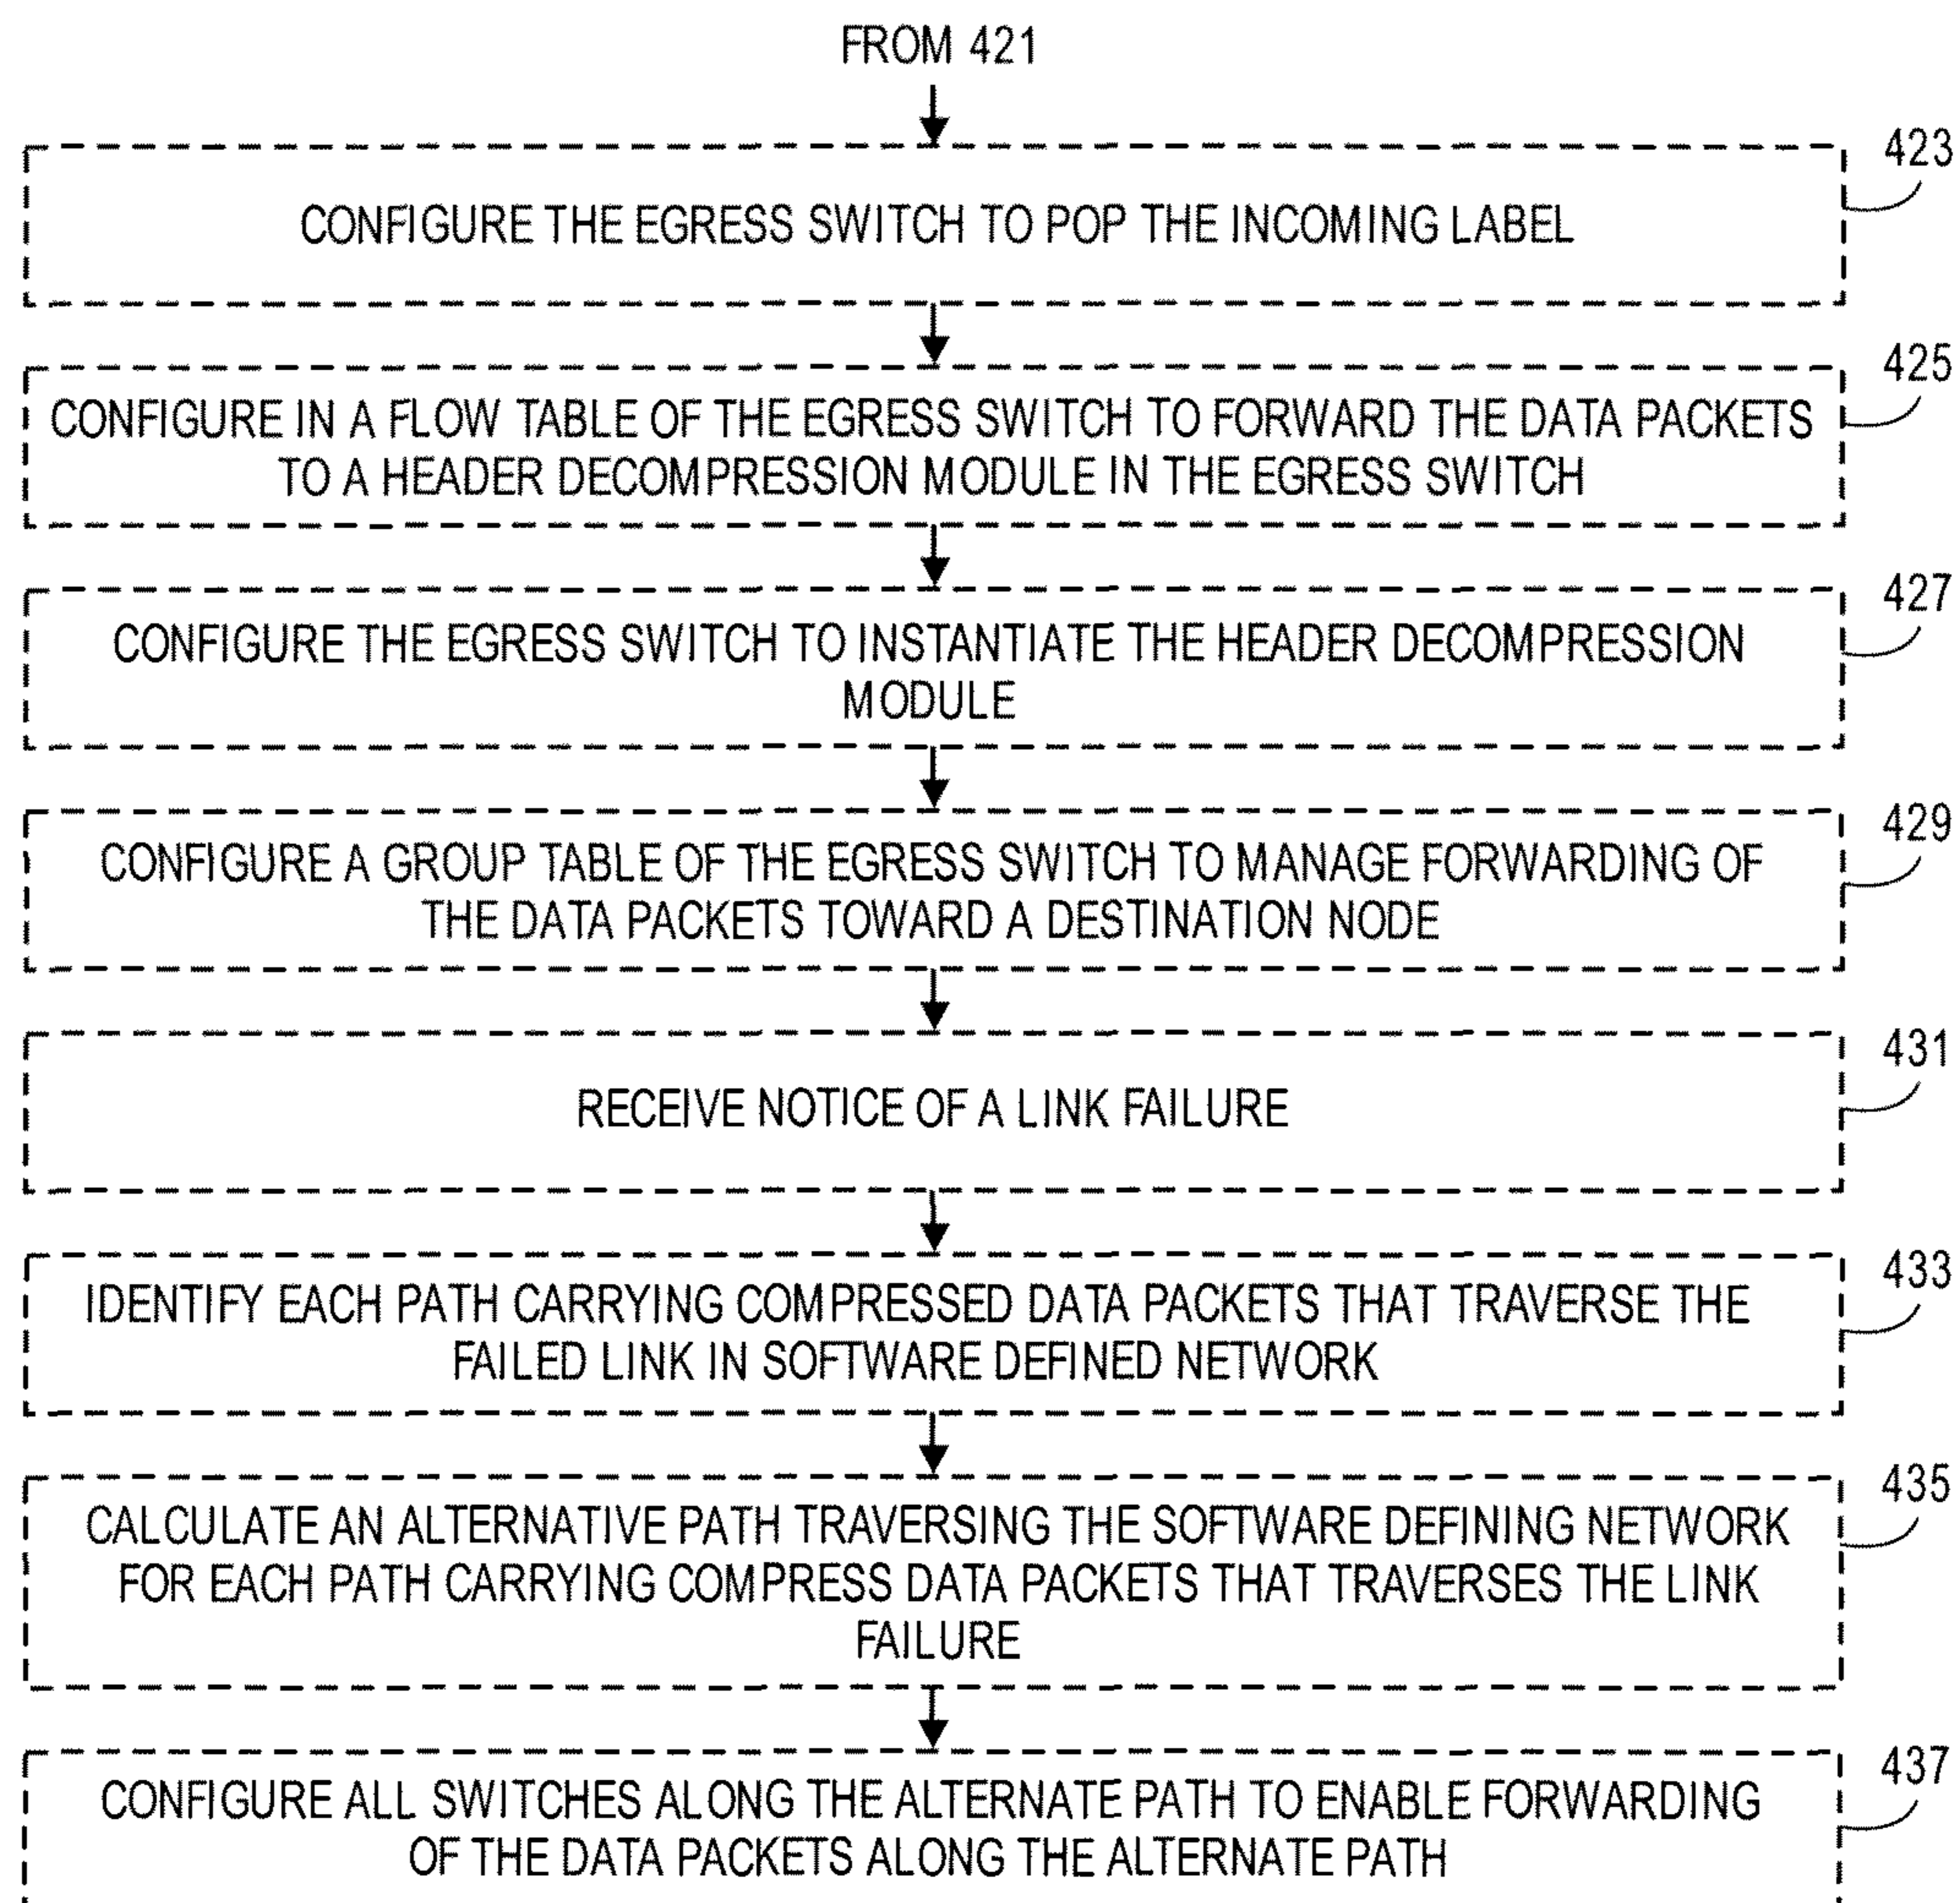 FROM 421
423
CONFIGURE THE EGRESS SWITCH TO POP THE INCOMING LABEL
425
CONFIGURE IN A FLOW TABLE OF THE EGRESS SWITCH TO FORWARD THE DATA PACKETS
TO A HEADER DECOMPRESSION MODULE IN THE EGRESS SWITCH
427
CONFIGURE THE EGRESS SWITCH TO INSTANTIATE THE HEADER DECOMPRESSION
MODULE
429
CONFIGURE A GROUP TABLE OF THE EGRESS SWITCH TO MANAGE FORWARDING OF
THE DATA PACKETS TOWARD A DESTINATION NODE
431
RECEIVE NOTICE OF A LINK FAILURE
433
IDENTIFY EACH PATH CARRYING COMPRESSED DATA PACKETS THAT TRAVERSE THE
FAILED LINK IN SOFTWARE DEFINED NETWORK
435
CALCULATE AN ALTERNATIVE PATH TRAVERSING THE SOFTWARE DEFINING NETWORK
FOR EACH PATH CARRYING COMPRESS DATA PACKETS THAT TRAVERSES THE LINK
FAILURE
437
CONFIGURE ALL SWITCHES ALONG THE ALTERNATE PATH TO ENABLE FORWARDING
OF THE DATA PACKETS ALONG THE ALTERNATE PATH